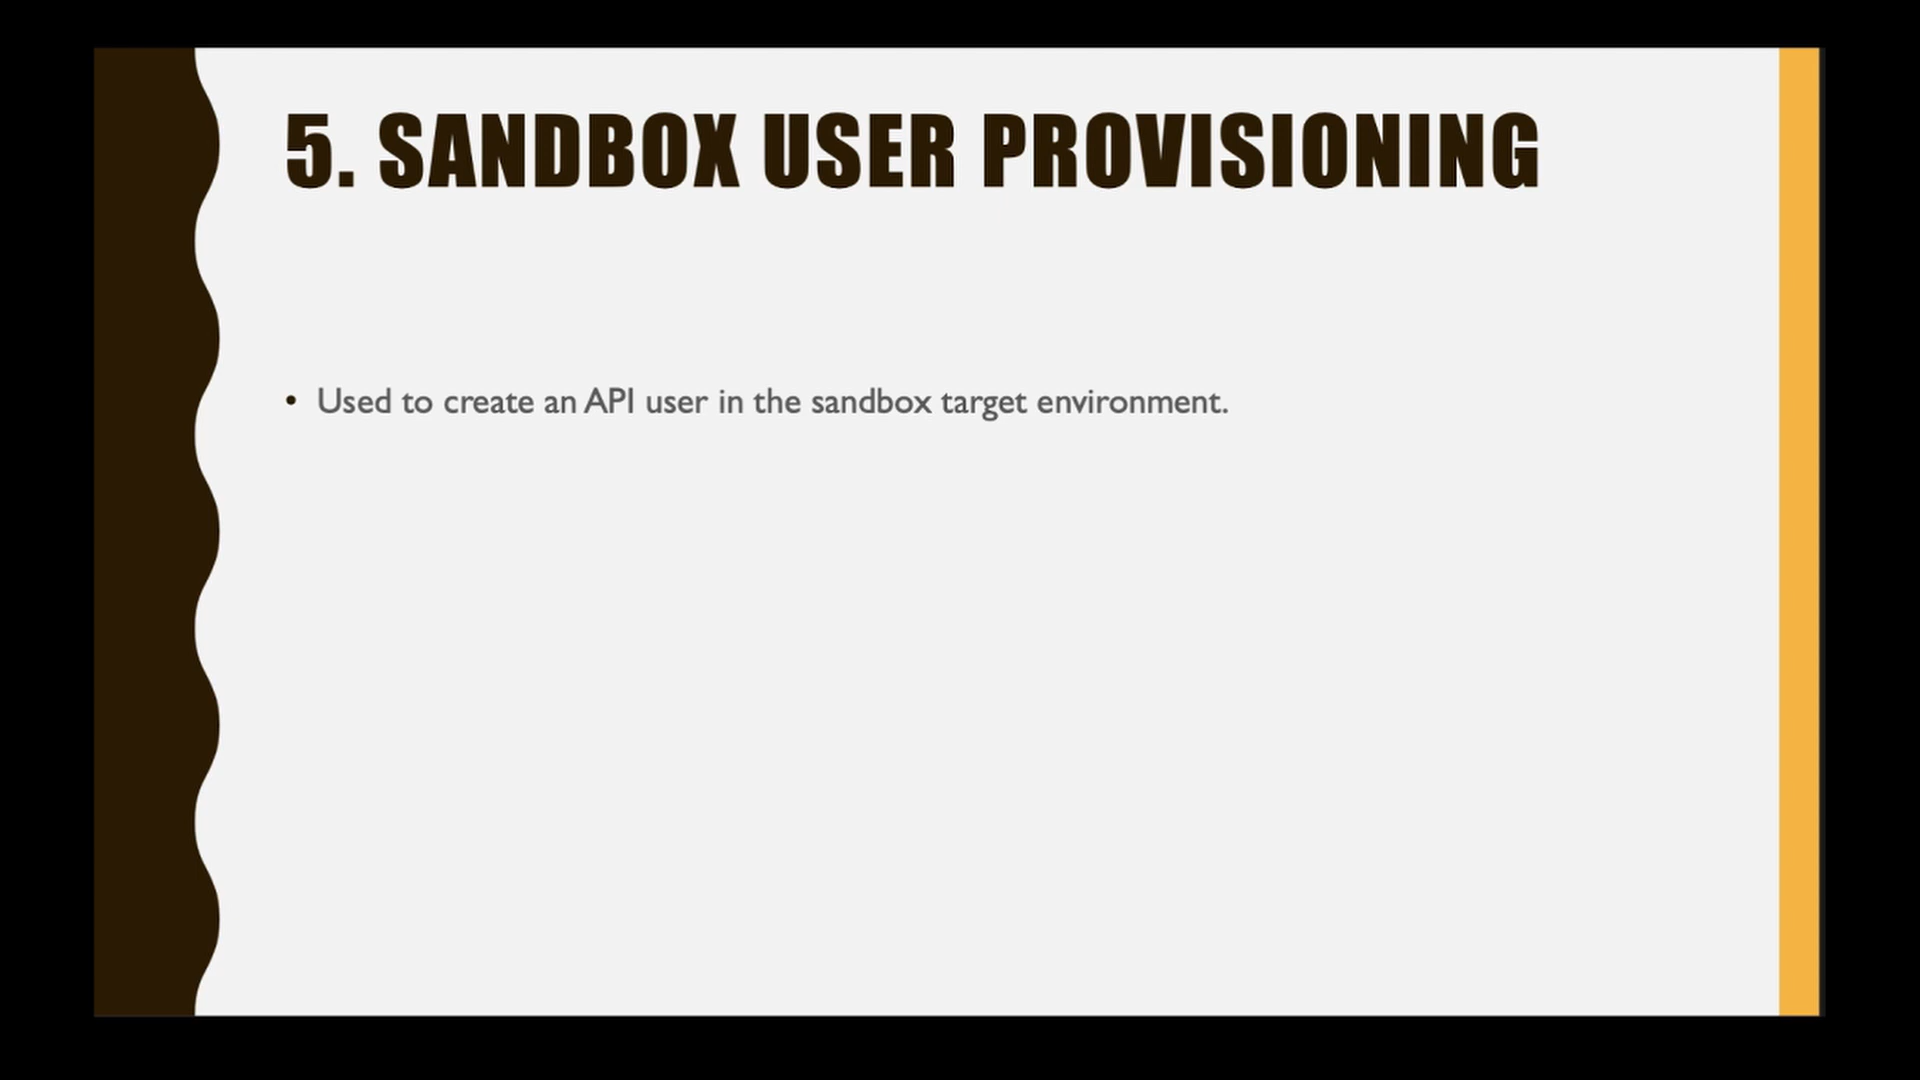 5. SANDBOX USER PROVISIONING
• Used to create an API user in the sandbox target environment.